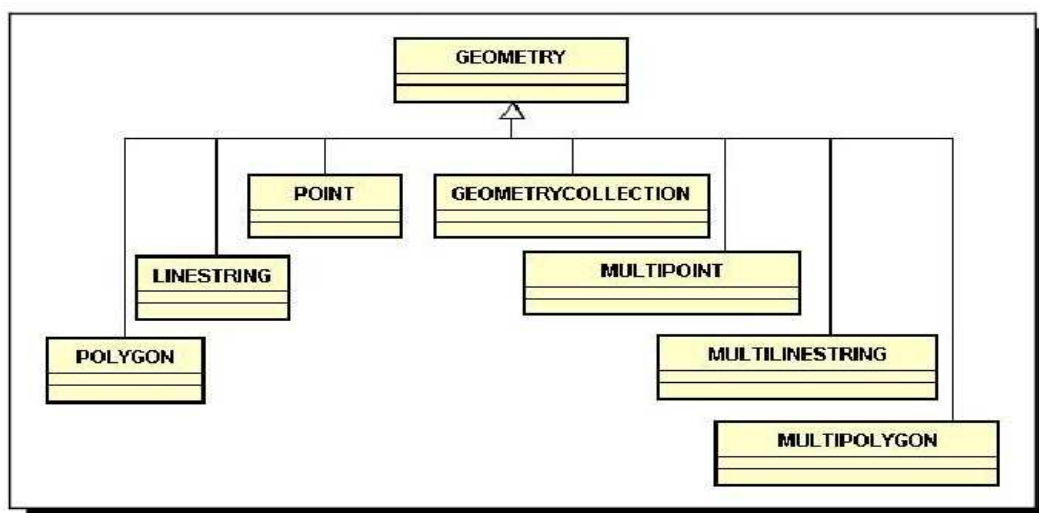 GEOMETRY
POINT
GEOMETRYCOLLECTION
LINESTRING
MULTIPOINT
POLYGON
MULTILINESTRING
MULTIPOLYGON